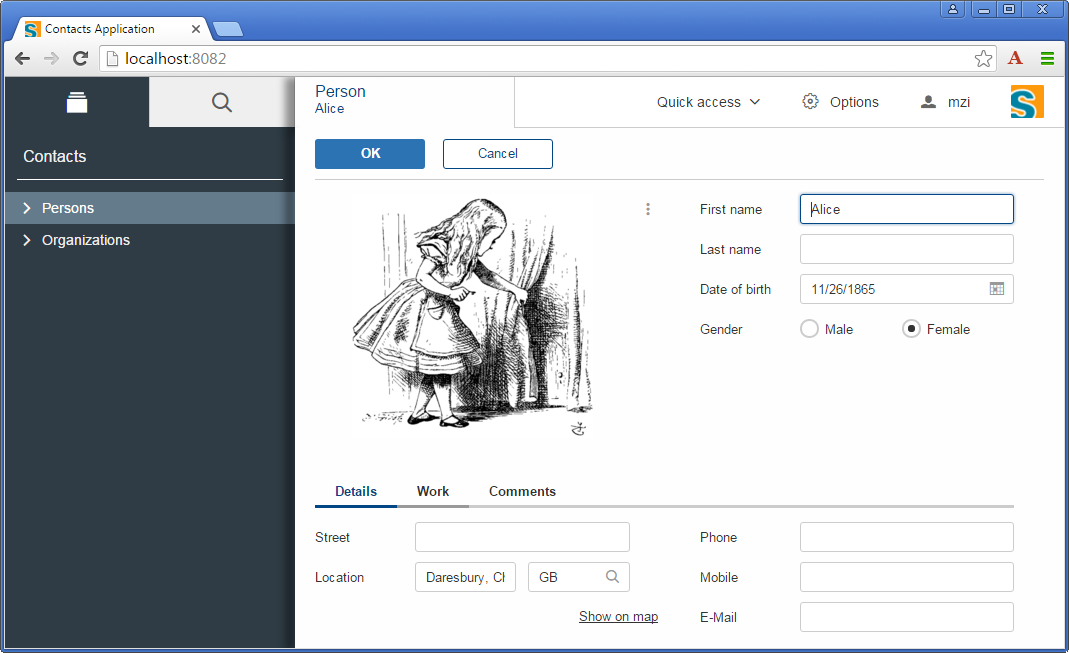 Contacts Application
localhost:8082
Person
Alice
Quick access
Options
mzi
Contacts
Persons
Organizations
OK
Cancel
First name
Alice
Last name
Date of birth
11/26/1865
Gender
Male
Female
Details
Work
Comments
Street
Phone
Location
Daresbury, Ch
GB
Mobile
Show on map
E-Mail